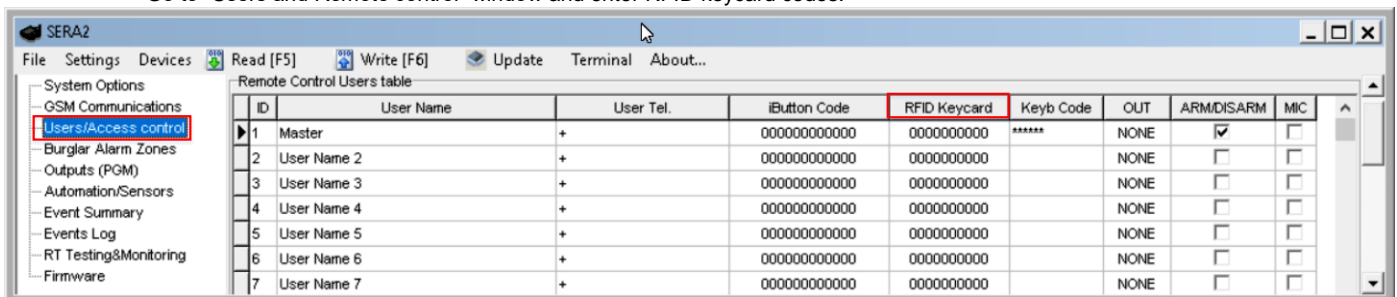 SERA2
File Settings Devices Read [F5] Write [F6] Update Terminal About...
System Options
GSM Communications
Users/Access control
Burglar Alarm Zones
Outputs (PGM)
Automation/Sensors
Event Summary
Events Log
RT Testing&Monitoring
Firmware
Remote Control Users table
ID User Name User Tel. iButton Code RFID Keycard Keyb Code OUT ARM/DISARM MIC
1 Master + 000000000000 0000000000 ****** NONE
2 User Name 2 + 000000000000 0000000000 NONE
3 User Name 3 + 000000000000 0000000000 NONE
4 User Name 4 + 000000000000 0000000000 NONE
5 User Name 5 + 000000000000 0000000000 NONE
6 User Name 6 + 000000000000 0000000000 NONE
7 User Name 7 + 000000000000 0000000000 NONE